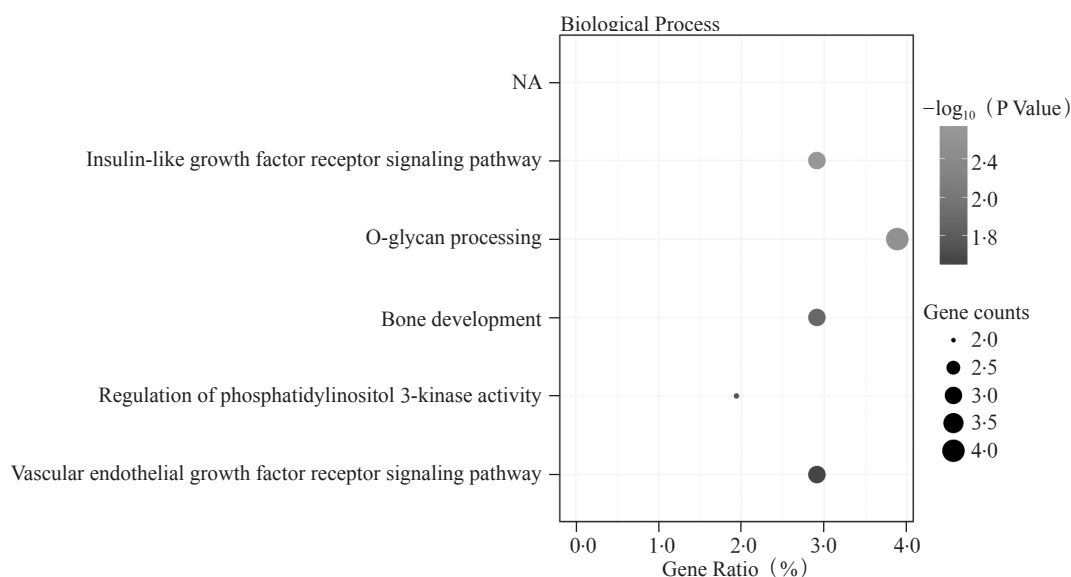 Biological Process
NA
Insulin-like growth factor receptor signaling pathway
O-glycan processing
Bone development
Regulation of phosphatidylinositol 3-kinase activity
Vascular endothelial growth factor receptor signaling pathway
0·0 1·0 2·0 3·0 4·0
Gene Ratio (%)
−log₁₀ (P Value)
2·4
2·0
1·8
Gene counts
2·0
2·5
3·0
3·5
4·0